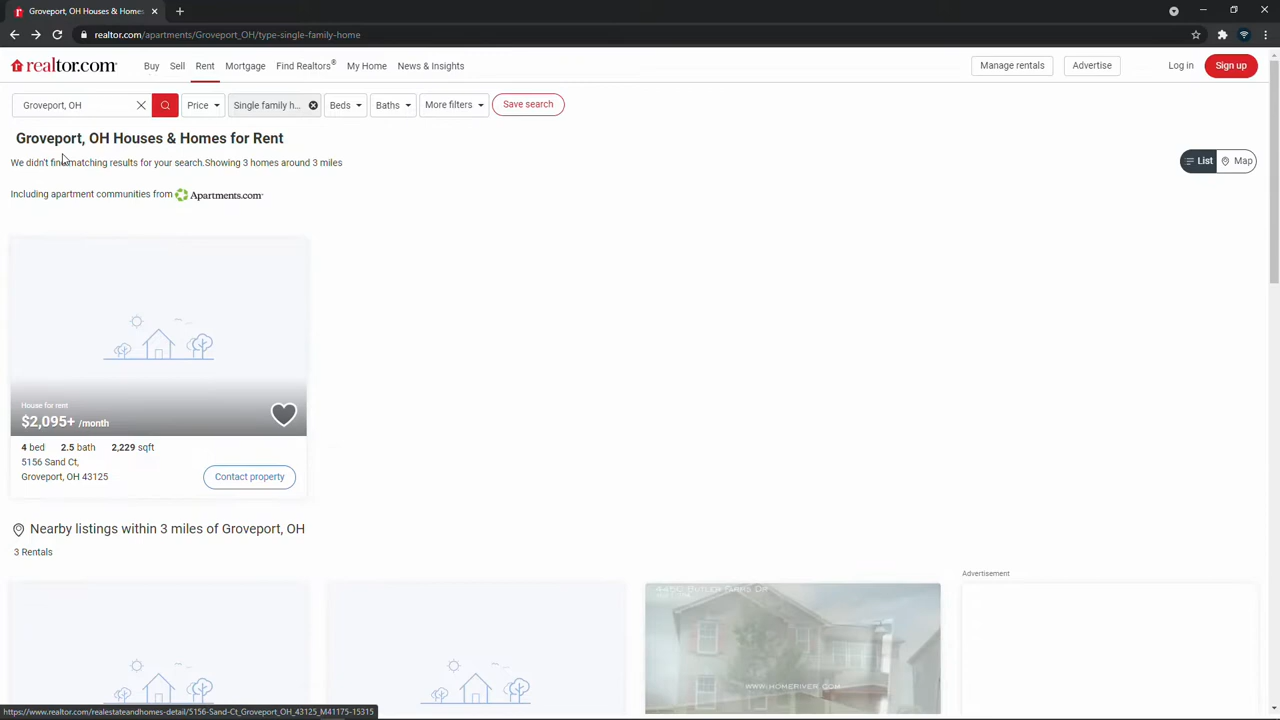 Groveport, OH Houses & Homes
realtor.com/apartments/Groveport_OH/type-single-family-home
realtor.com®
Buy
Sell
Rent
Mortgage
Find Realtors®
My Home
News & Insights
Manage rentals
Advertise
Log in
Sign up
Groveport, OH
Price
Single family h...
Beds
Baths
More filters
Save search
Groveport, OH Houses & Homes for Rent
We didn't find matching results for your search.Showing 3 homes around 3 miles
List
Map
Including apartment communities from Apartments.com
House for rent
$2,095+ /month
4 bed 2.5 bath 2,229 sqft
5156 Sand Ct,
Groveport, OH 43125
Contact property
Nearby listings within 3 miles of Groveport, OH
3 Rentals
Advertisement
WWW.HOMERIVER.COM
https://www.realtor.com/realestateandhomes-detail/5156-Sand-Ct_Groveport_OH_43125_M41175-15315